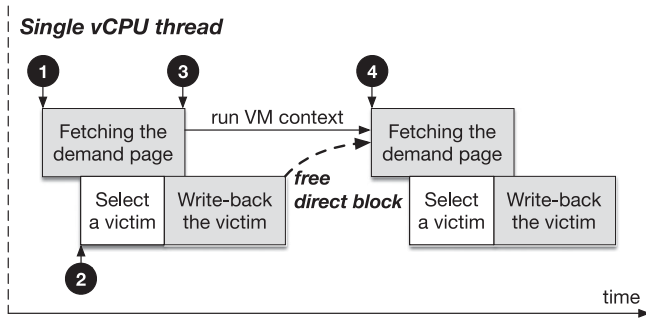 Single vCPU thread
1
3
4
Fetching the
demand page
run VM context
Fetching the
demand page
Select
a victim
Write-back
the victim
free
direct block
Select
a victim
Write-back
the victim
2
time